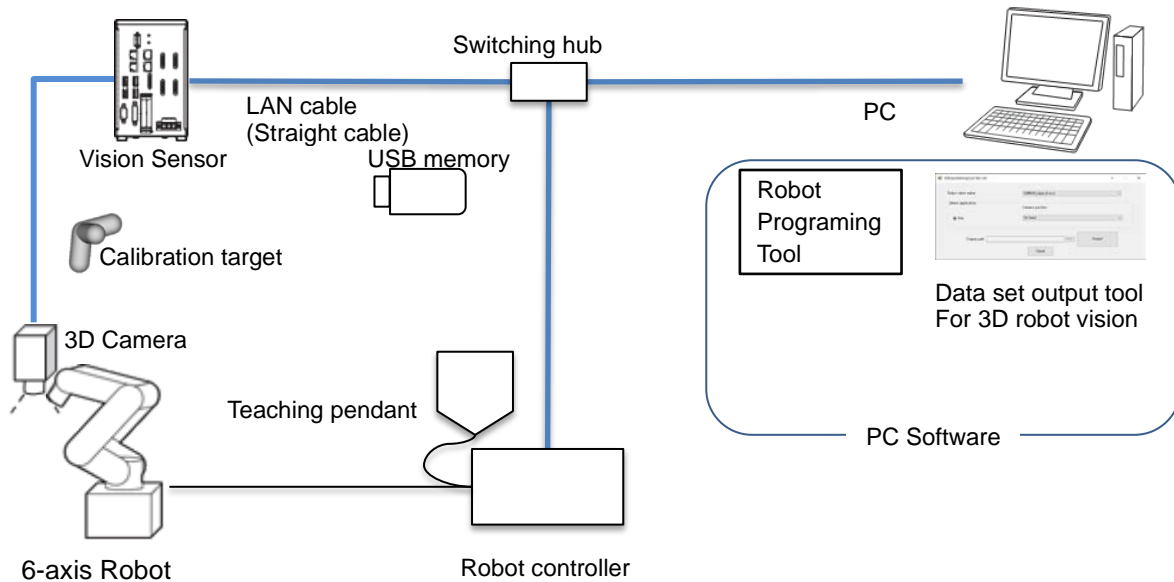 Switching hub
LAN cable
(Straight cable)
PC
Vision Sensor
USB memory
Robot
Programing
Tool
Calibration target
Data set output tool
For 3D robot vision
3D Camera
Teaching pendant
PC Software
6-axis Robot
Robot controller